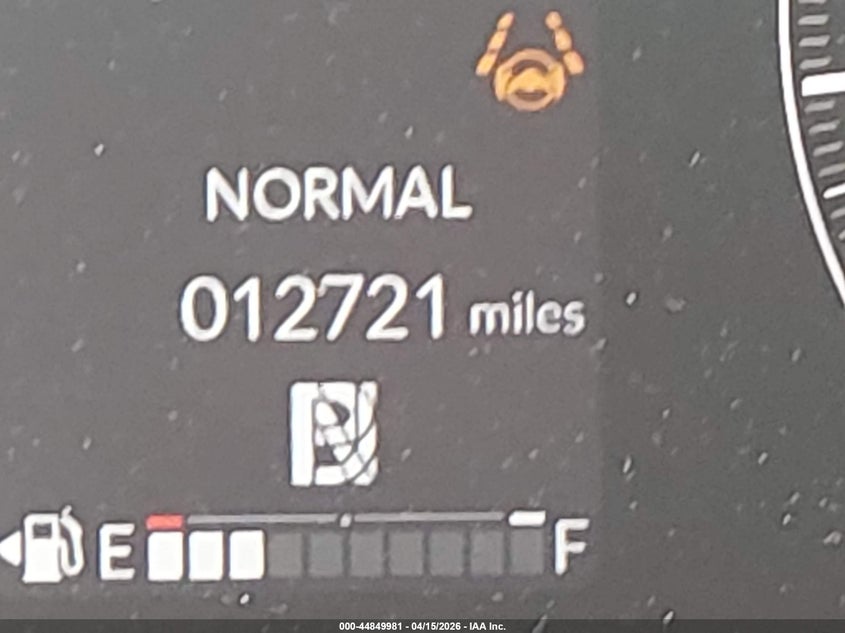 NORMAL
012721 miles
E F
000-44849981 - 04/15/2026 - IAA Inc.